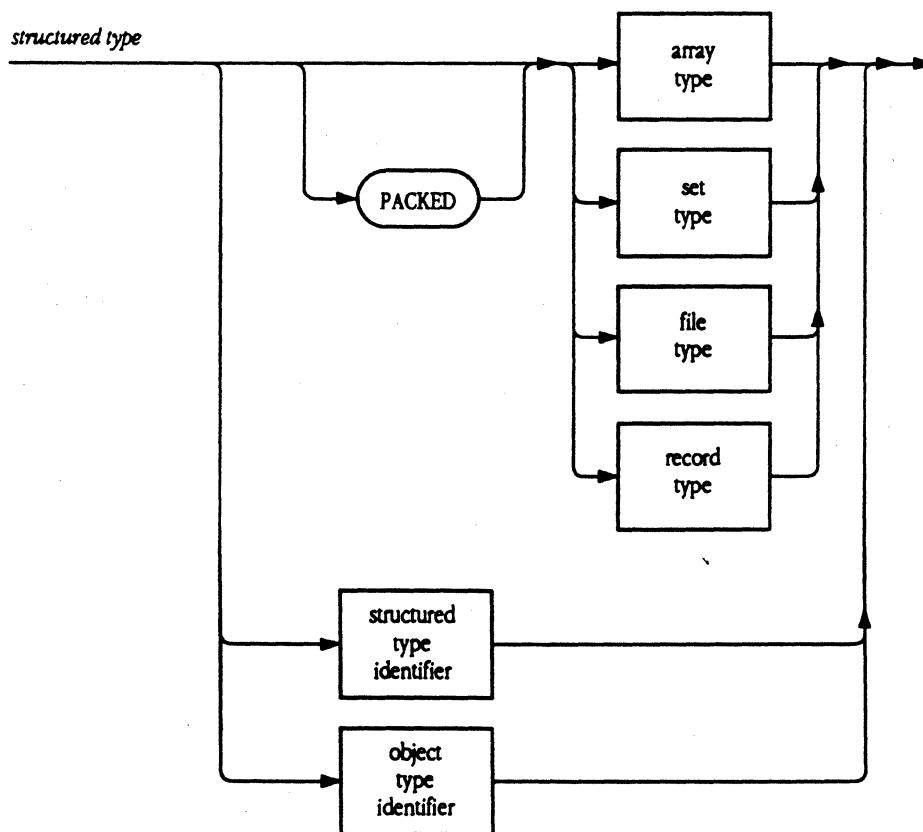 structured type
array
type
PACKED
set
type
file
type
record
type
structured
type
identifier
object
type
identifier